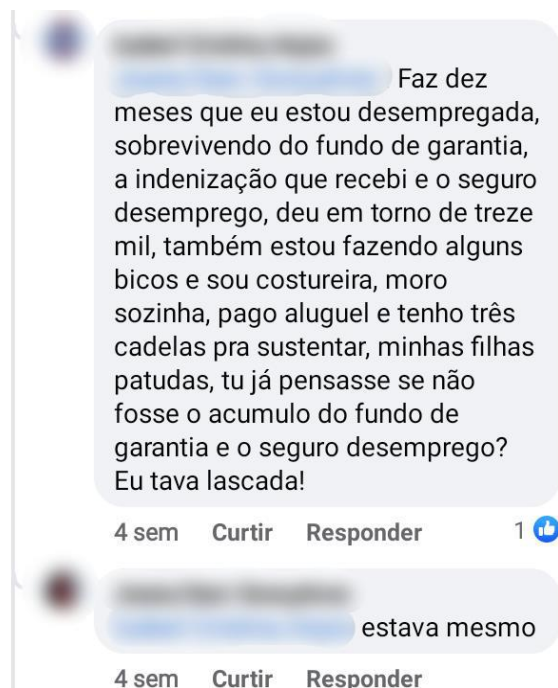 Faz dez
meses que eu estou desempregada,
sobrevivendo do fundo de garantia,
a indenização que recebi e o seguro
desemprego, deu em torno de treze
mil, também estou fazendo alguns
bicos e sou costureira, moro
sozinha, pago aluguel e tenho três
cadelas pra sustentar, minhas filhas
patudas, tu já pensasse se não
fosse o acumulo do fundo de
garantia e o seguro desemprego?
Eu tava lascada!
4 sem Curtir Responder 1
estava mesmo
4 sem Curtir Responder